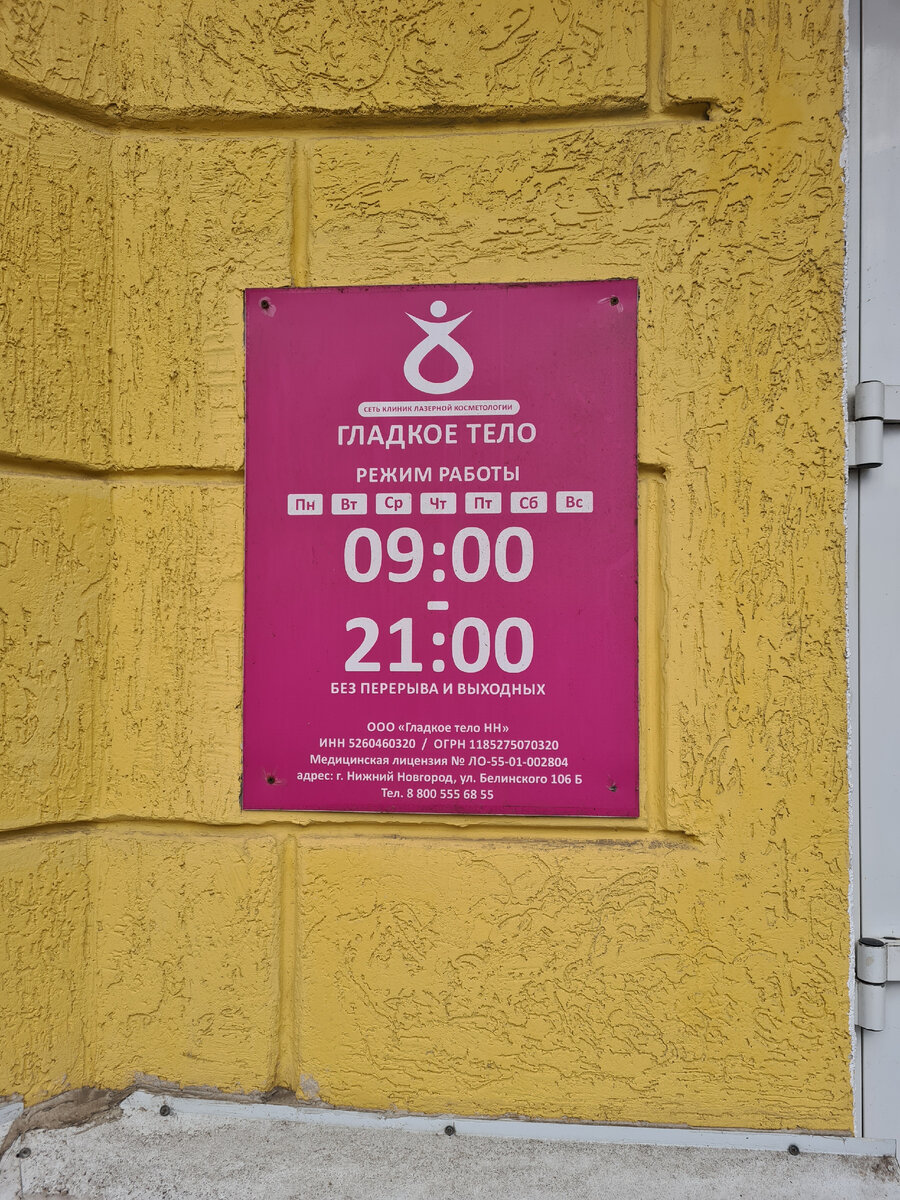 СЕТЬ КЛИНИК ЛАЗЕРНОЙ КОСМЕТОЛОГИИ
ГЛАДКОЕ ТЕЛО
РЕЖИМ РАБОТЫ
Пн Вт Ср Чт Пт Сб Вс
09:00
-
21:00
БЕЗ ПЕРЕРЫВА И ВЫХОДНЫХ
ООО «Гладкое тело НН»
ИНН 5260460320 / ОГРН 1185275070320
Медицинская лицензия № ЛО-55-01-002804
адрес: г. Нижний Новгород, ул. Белинского 106 Б
Тел. 8 800 555 68 55